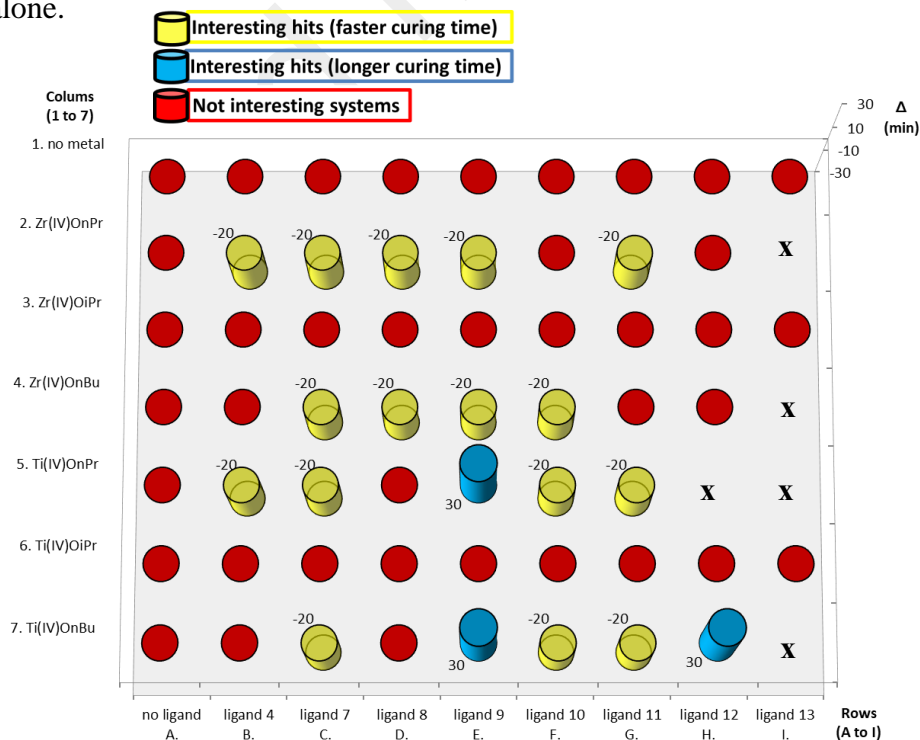 alone.
Interesting hits (faster curing time)
Interesting hits (longer curing time)
Not interesting systems
Colums
(1 to 7)
30 Δ
10 (min)
-10
-30
1. no metal
2. Zr(IV)OnPr
-20 -20 -20 -20 -20
x
3. Zr(IV)OiPr
4. Zr(IV)OnBu
-20 -20 -20 -20
x
5. Ti(IV)OnPr
-20 -20 -20 -20
x x
30
6. Ti(IV)OiPr
7. Ti(IV)OnBu
-20 -20 -20
x
30 30
no ligand ligand 4 ligand 7 ligand 8 ligand 9 ligand 10 ligand 11 ligand 12 ligand 13 Rows
A. B. C. D. E. F. G. H. I. (A to I)